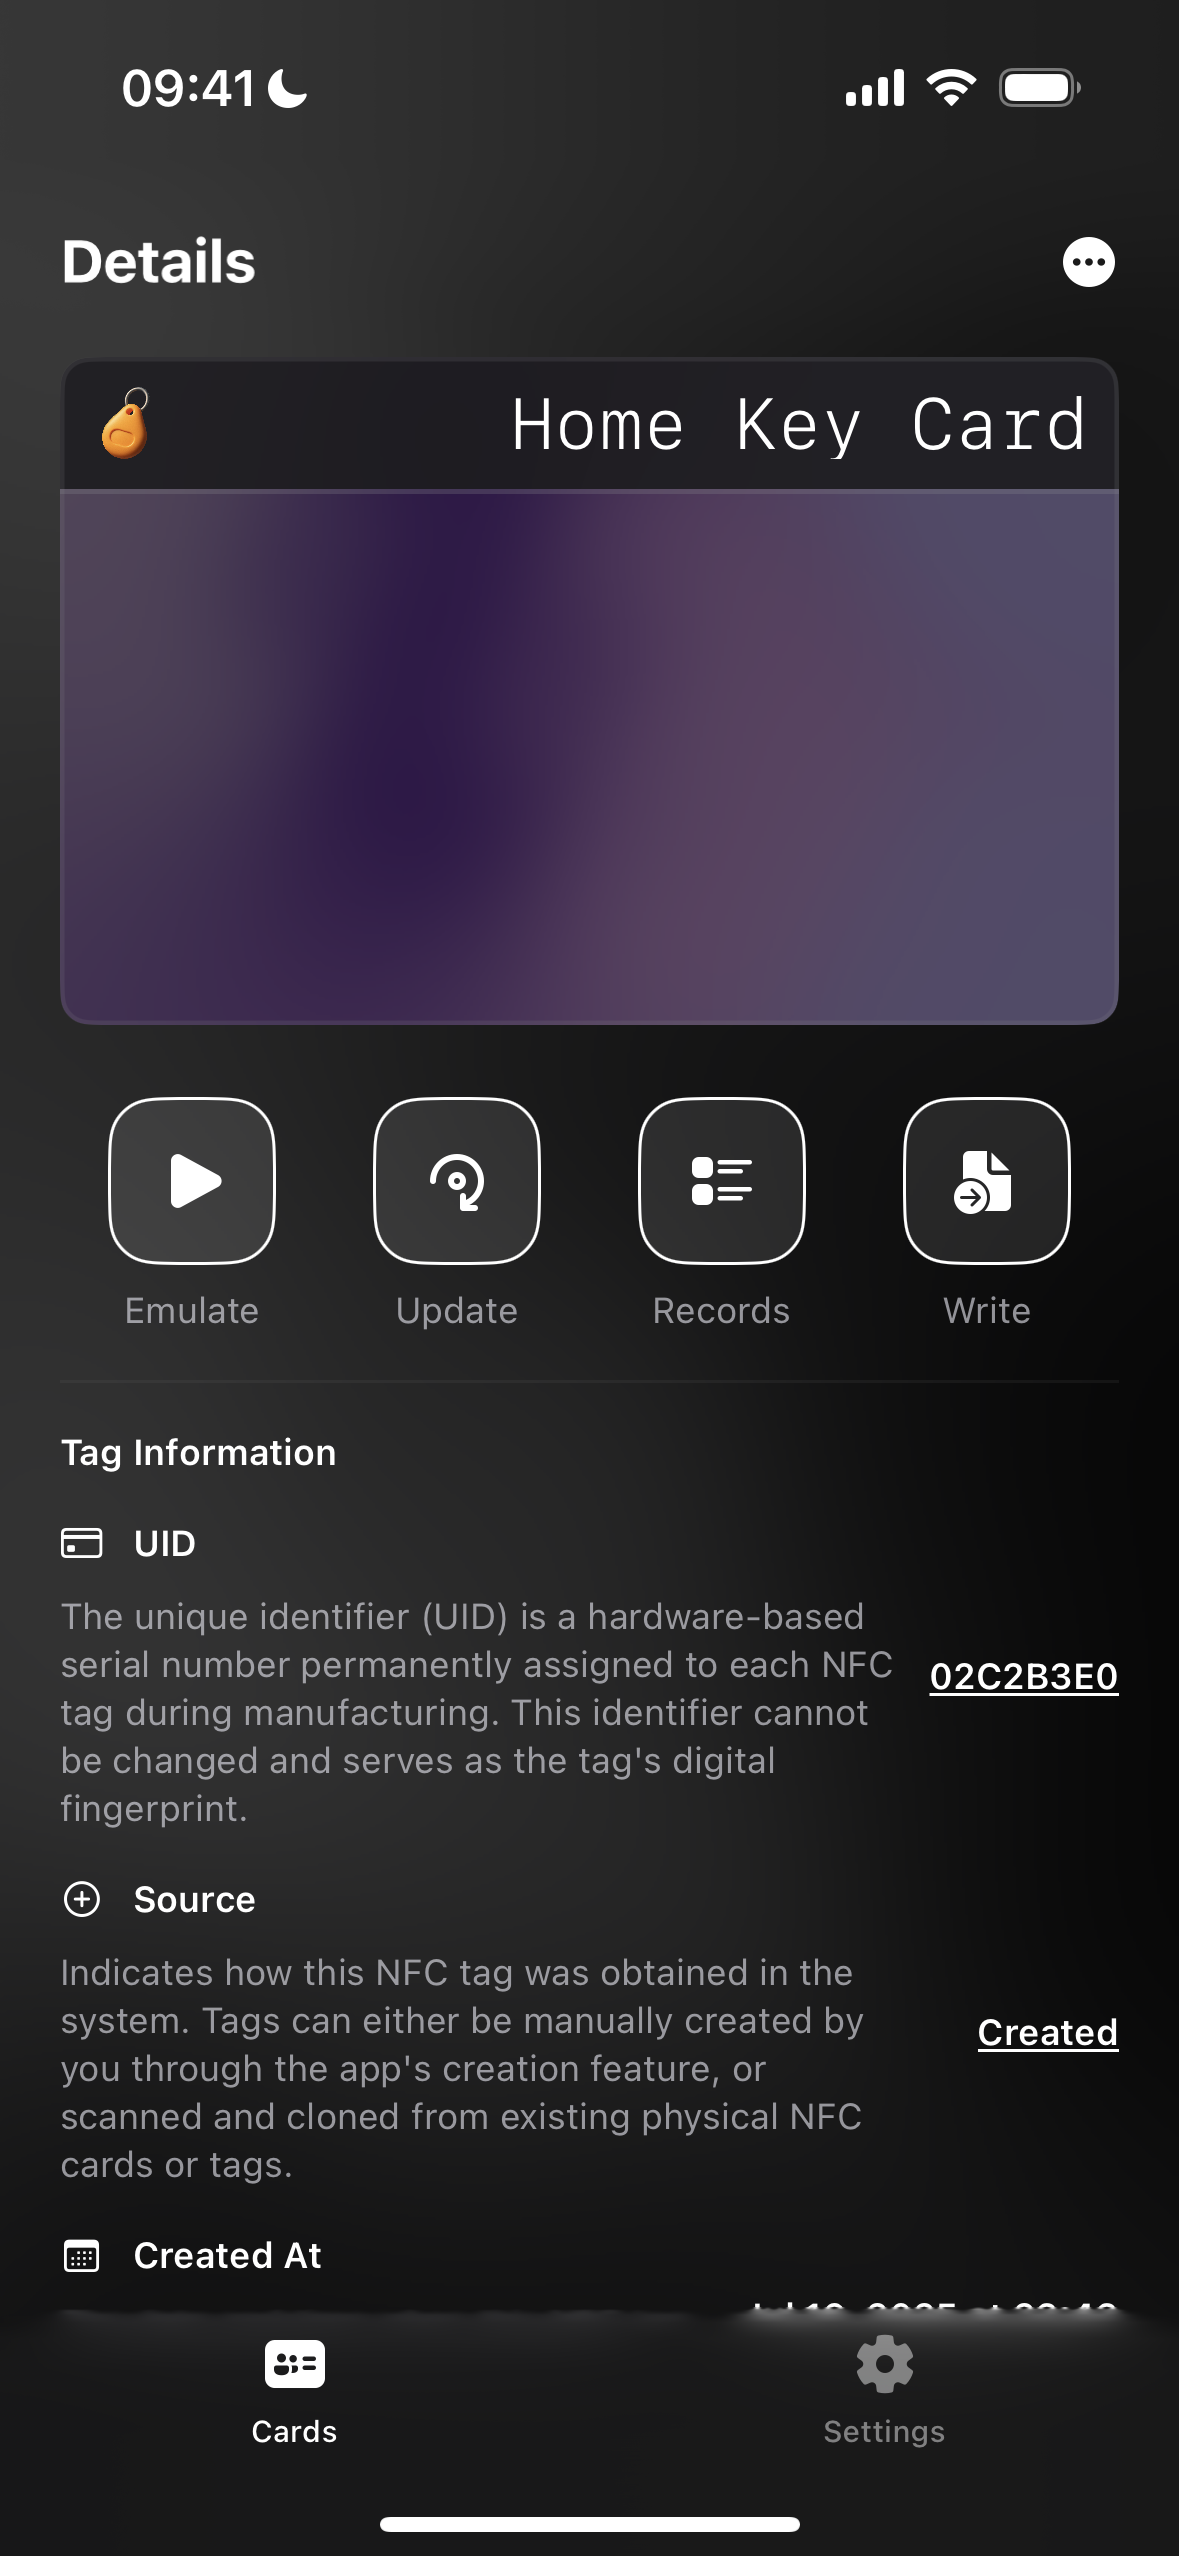 09:41
Details
Home Key Card
Emulate
Update
Records
Write
Tag Information
UID
The unique identifier (UID) is a hardware-based
serial number permanently assigned to each NFC
tag during manufacturing. This identifier cannot
be changed and serves as the tag's digital
fingerprint.
02C2B3E0
Source
Indicates how this NFC tag was obtained in the
system. Tags can either be manually created by
you through the app's creation feature, or
scanned and cloned from existing physical NFC
cards or tags.
Created
Created At
Cards
Settings